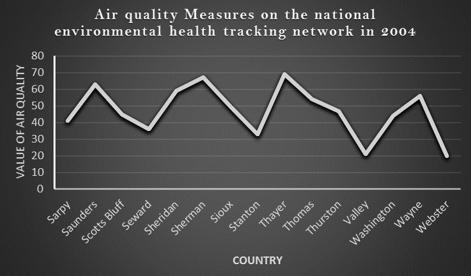 Air quality Measures on the national
environmental health tracking network in 2004
80
70
60
50
40
30
20
10
0
VALUE OF AIR QUALITY
Sarpy
Saunders
Scotts Bluff
Seward
Sheridan
Sherman
Sioux
Stanton
Thayer
Thomas
Thurston
Valley
Washington
Wayne
Webster
COUNTRY